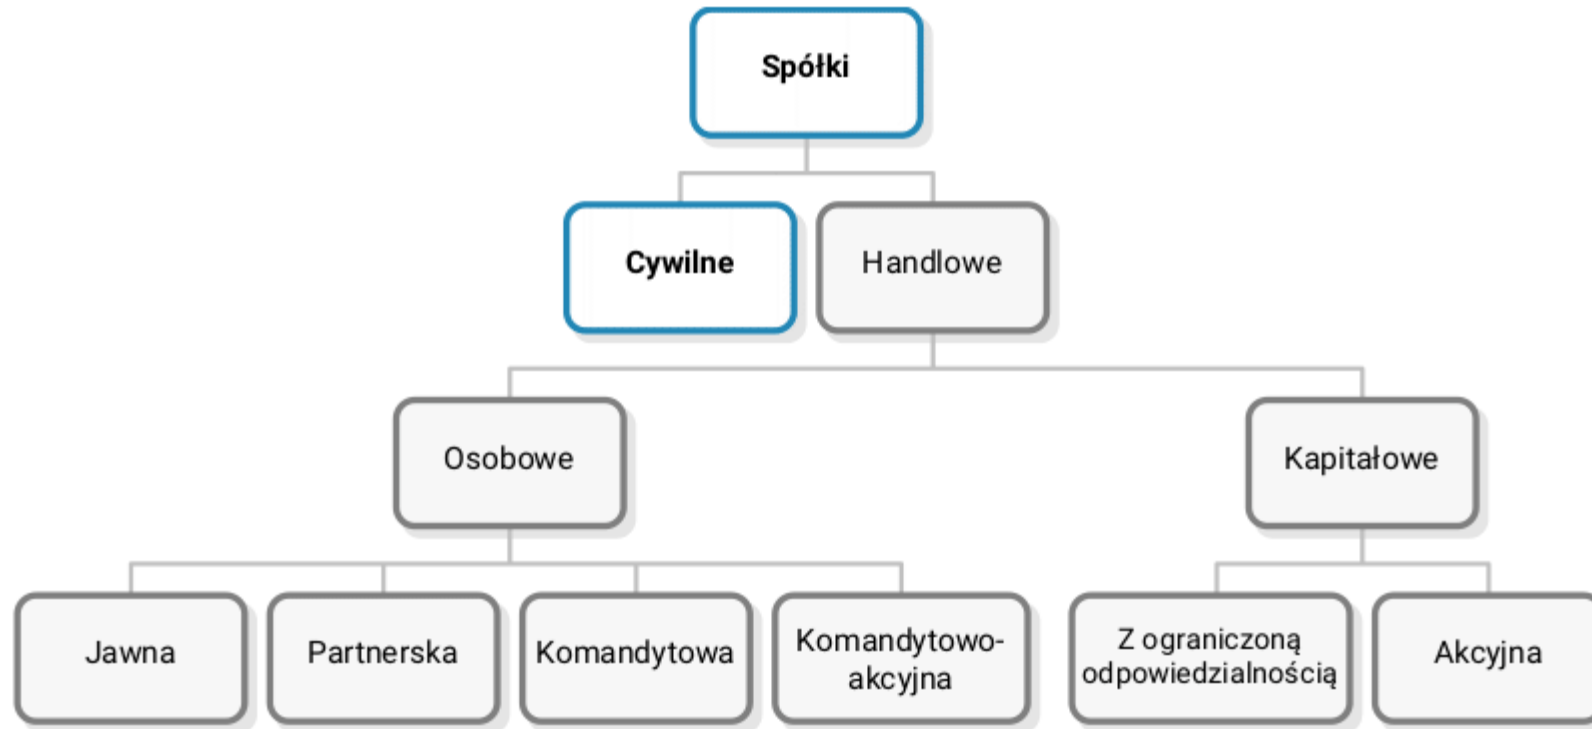 Spółki
Cywilne
Handlowe
Osobowe
Kapitałowe
Jawna
Partnerska
Komandytowa
Komandytowo-
akcyjna
Z ograniczoną
odpowiedzialnością
Akcyjna